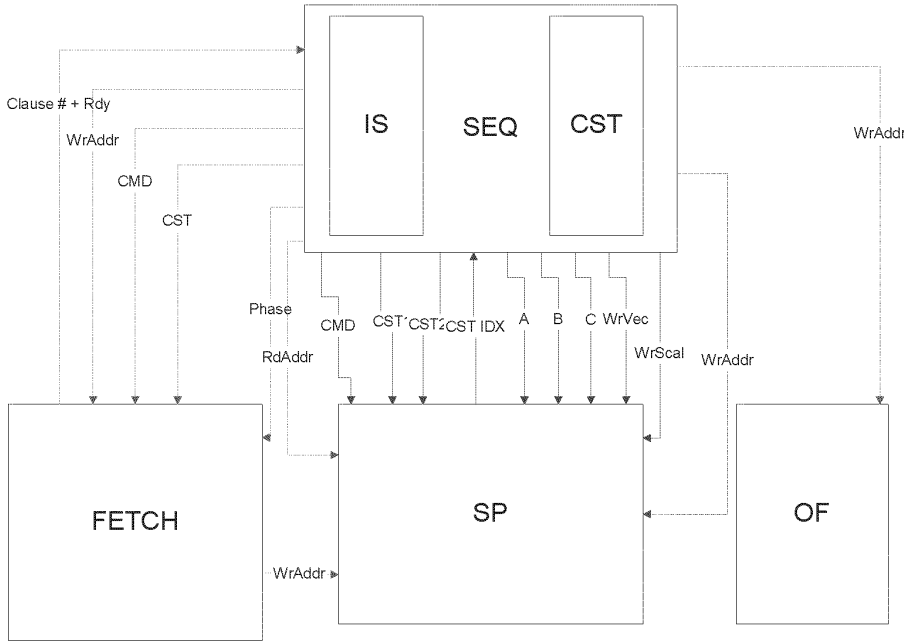 IS
SEQ
CST
Clause # + Rdy
WrAddr
WrAddr
CMD
CST
Phase
CMD
CST1
CST2
CST IDX
A
B
C
WrVec
RdAddr
WrScal
WrAddr
FETCH
SP
OF
WrAddr